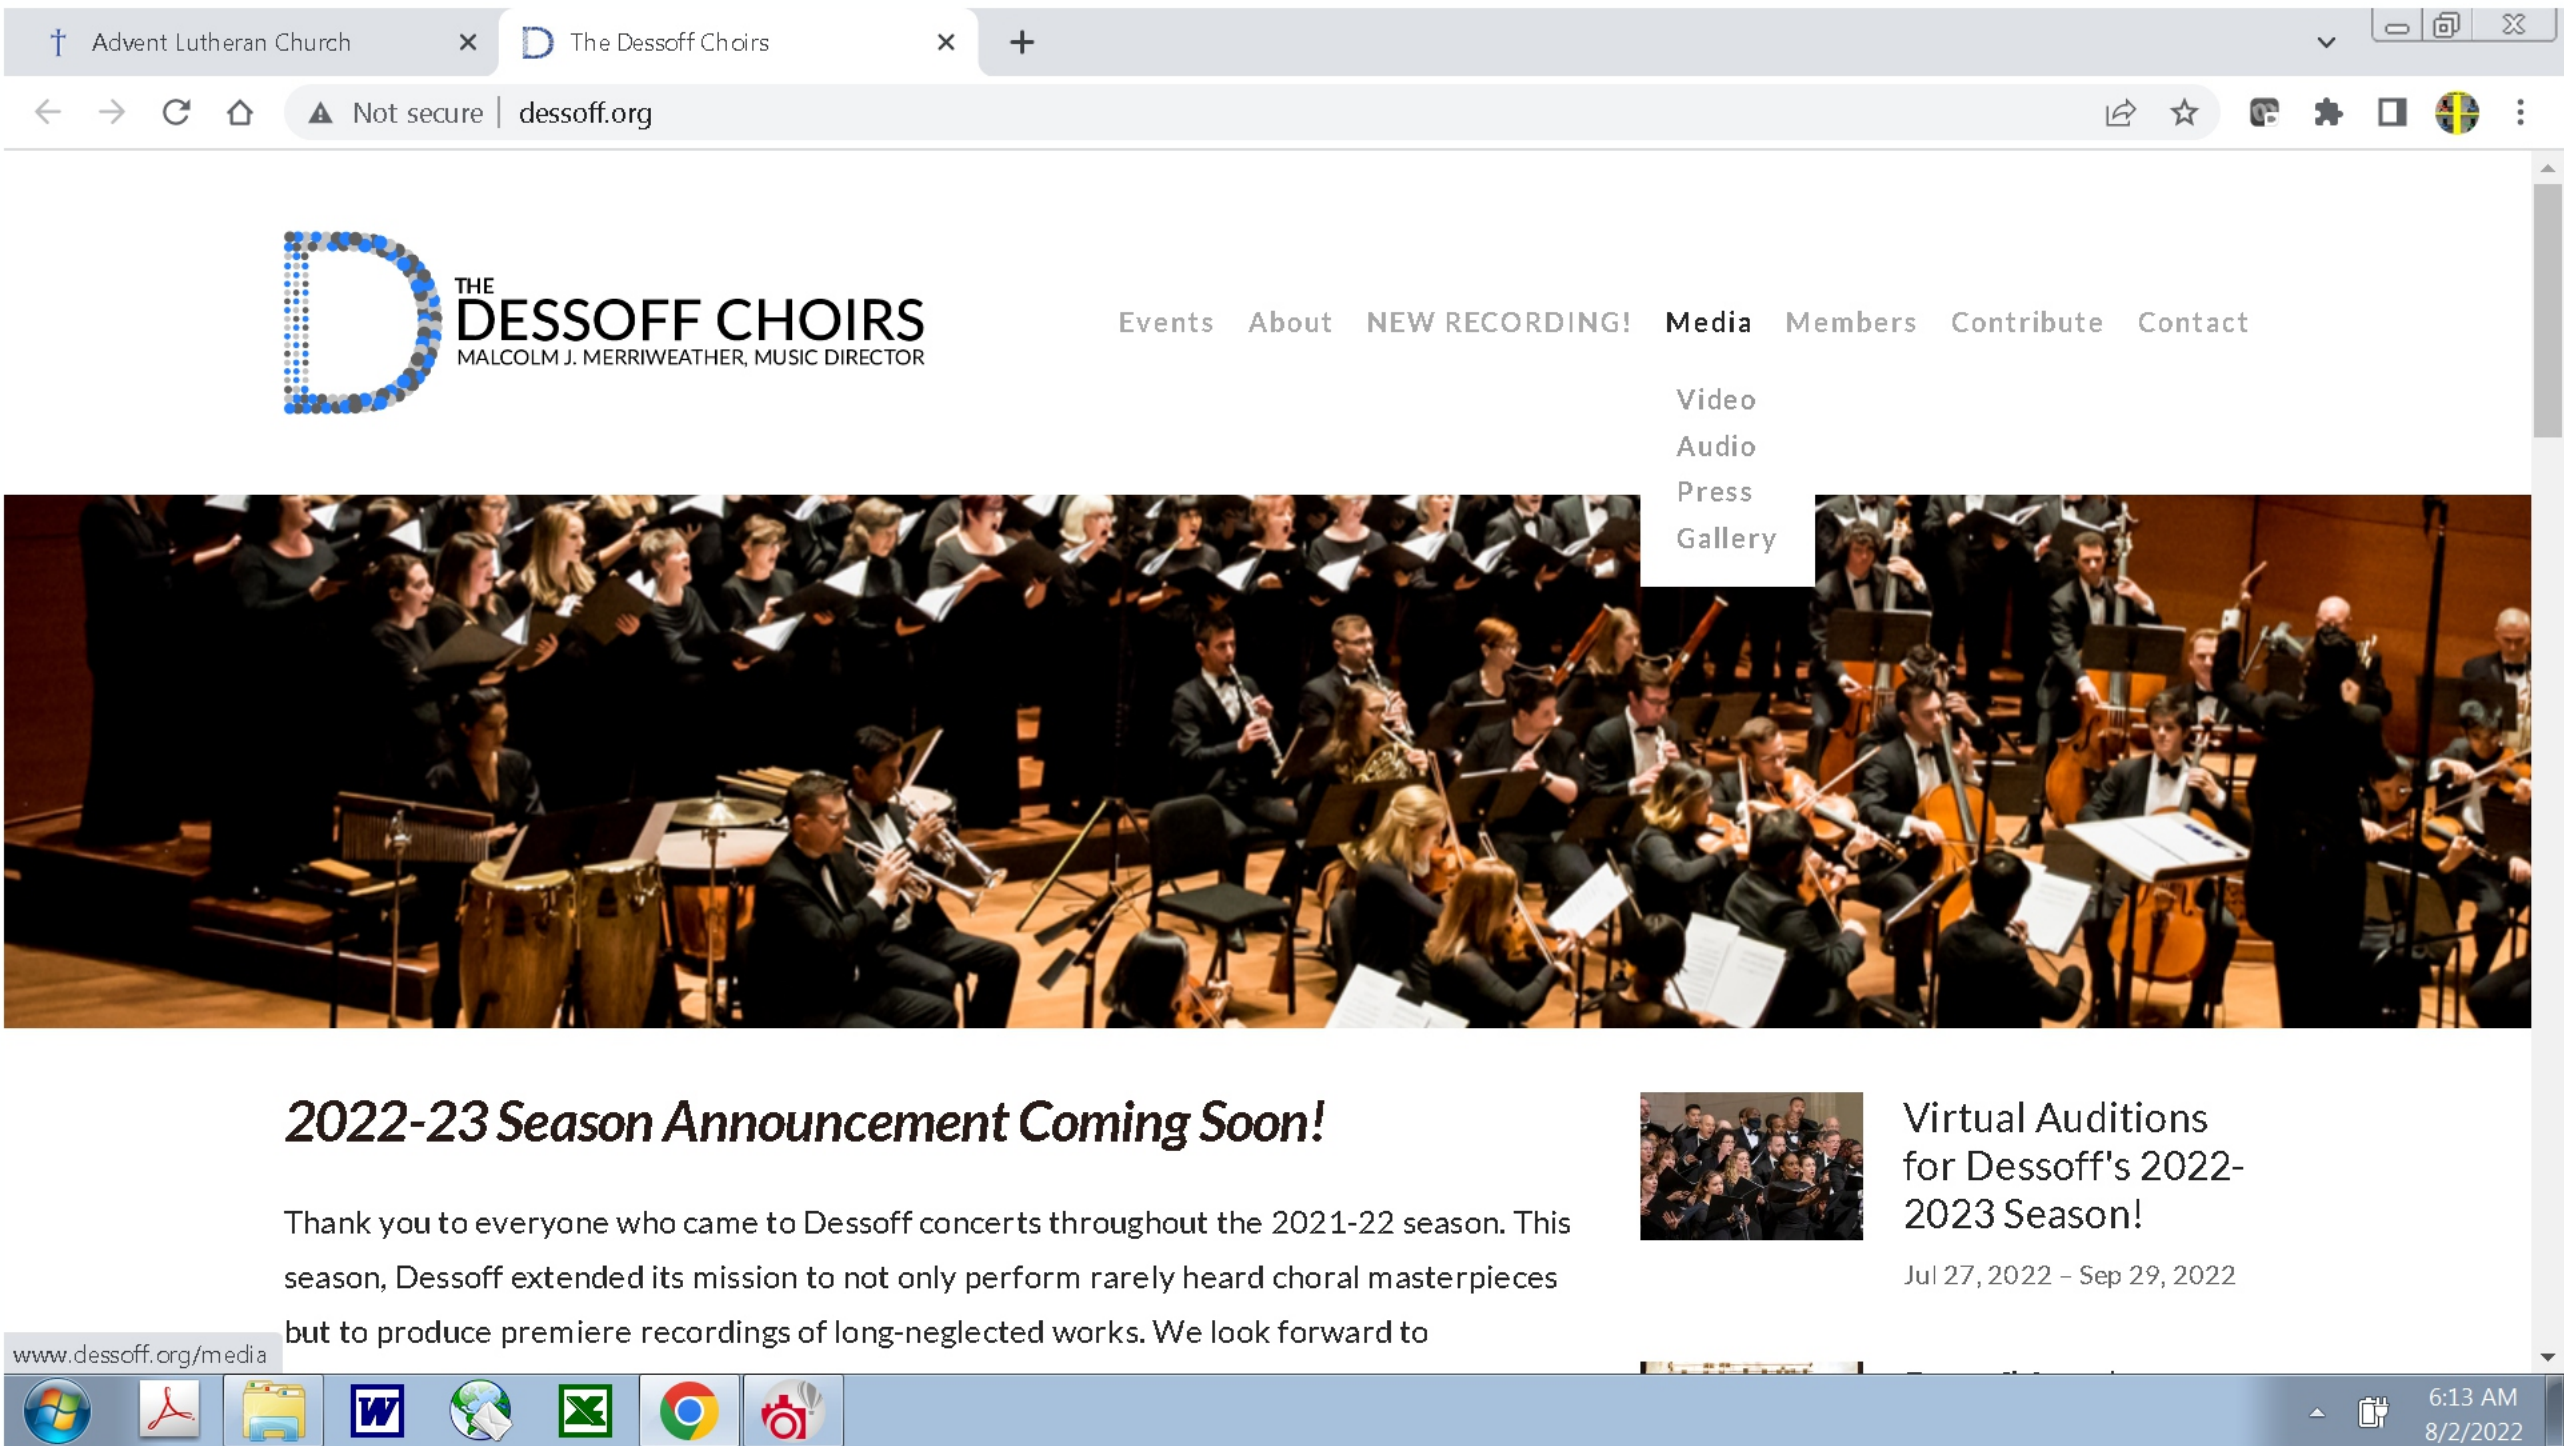 Advent Lutheran Church
The Dessoff Choirs
Not secure | dessoff.org
THE
DESSOFF CHOIRS
MALCOLM J. MERRIWEATHER, MUSIC DIRECTOR
Events About NEW RECORDING! Media Members Contribute Contact
Video
Audio
Press
Gallery
2022-23 Season Announcement Coming Soon!
Thank you to everyone who came to Dessoff concerts throughout the 2021-22 season. This
season, Dessoff extended its mission to not only perform rarely heard choral masterpieces
but to produce premiere recordings of long-neglected works. We look forward to
Virtual Auditions
for Dessoff's 2022-
2023 Season!
Jul 27, 2022 – Sep 29, 2022
www.dessoff.org/media
6:13 AM
8/2/2022